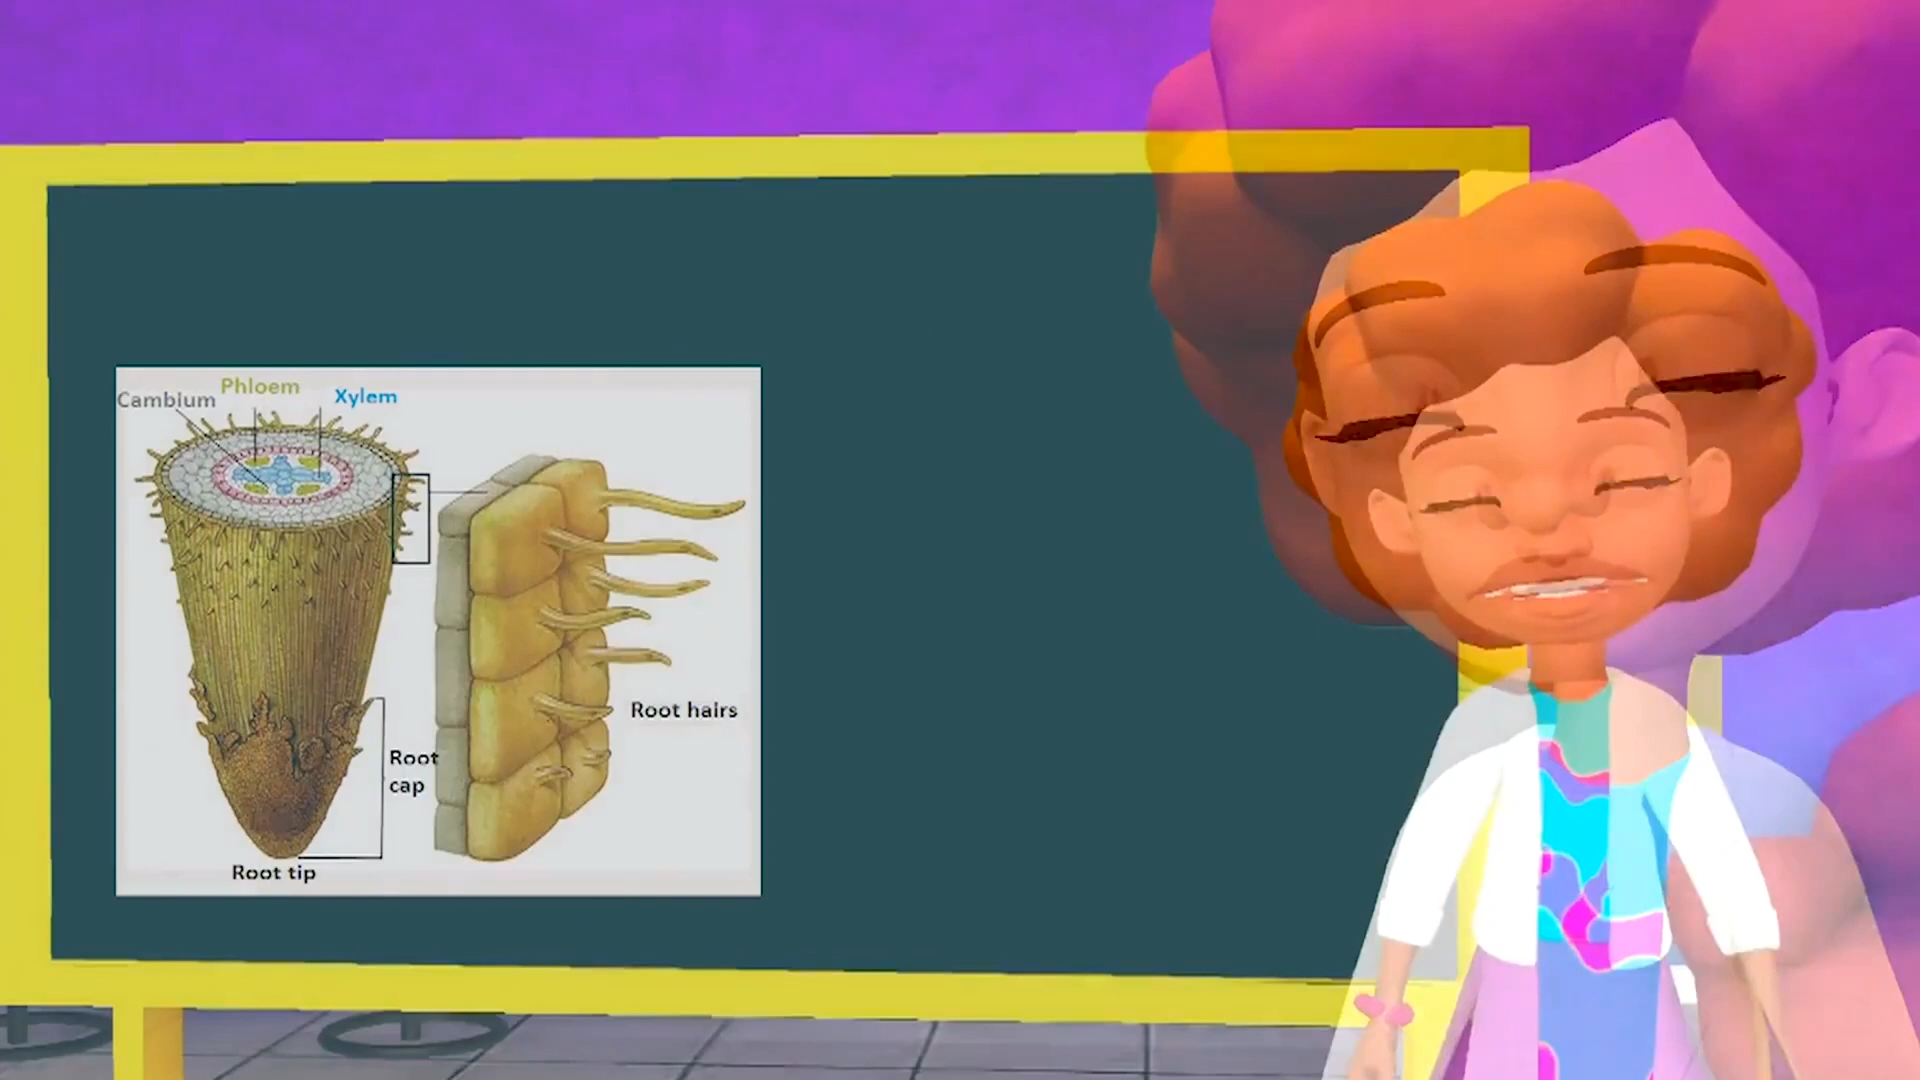 Cambium
Phloem
Xylem
Root hairs
Root
cap
Root tip